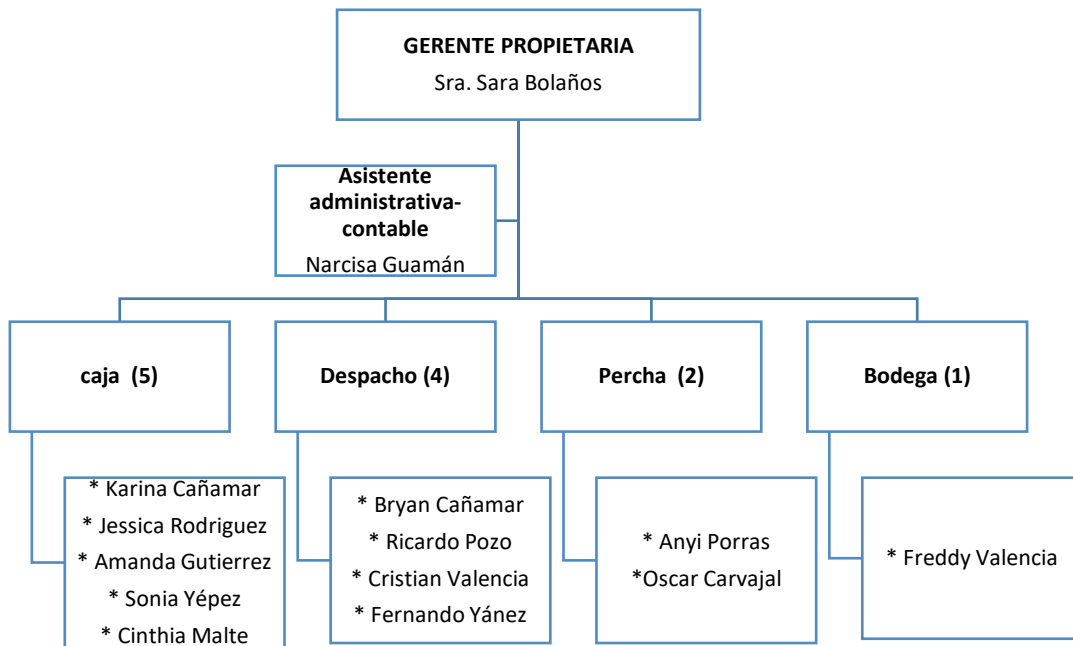 GERENTE PROPIETARIA
Sra. Sara Bolaños
Asistente
administrativa-
contable
Narcisa Guamán
caja (5)
Despacho (4)
Percha (2)
Bodega (1)
* Karina Cañamar
* Jessica Rodriguez
* Amanda Gutierrez
* Sonia Yépez
* Cinthia Malte
* Bryan Cañamar
* Ricardo Pozo
* Cristian Valencia
* Fernando Yánez
* Anyi Porras
*Oscar Carvajal
* Freddy Valencia